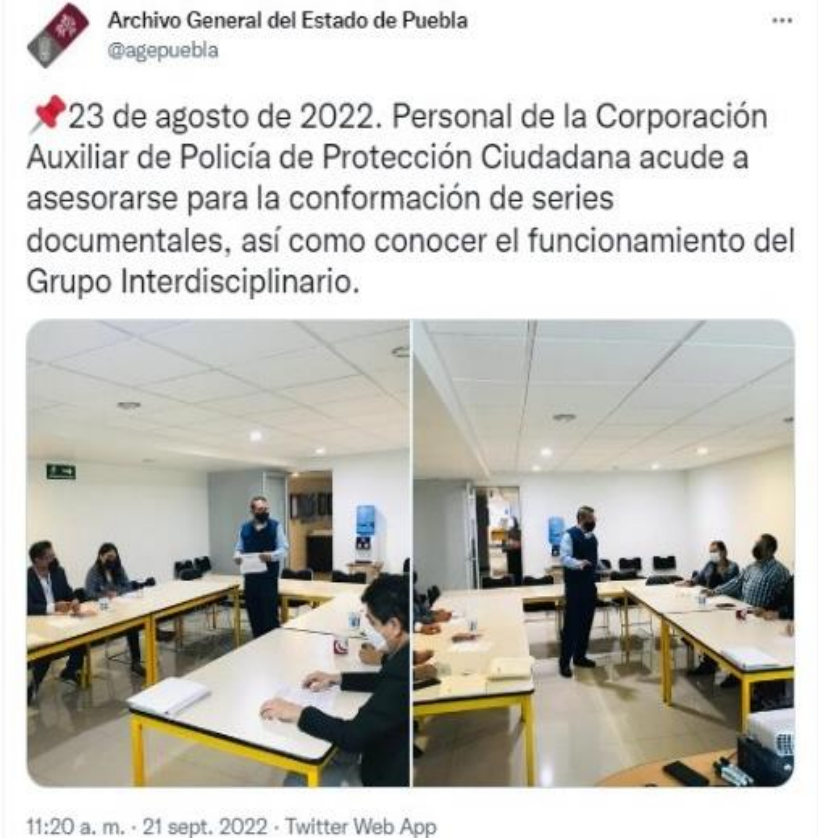 Archivo General del Estado de Puebla
@agepuebla
23 de agosto de 2022. Personal de la Corporación
Auxiliar de Policía de Protección Ciudadana acude a
asesorarse para la conformación de series
documentales, así como conocer el funcionamiento del
Grupo Interdisciplinario.
11:20 a. m. · 21 sept. 2022 · Twitter Web App